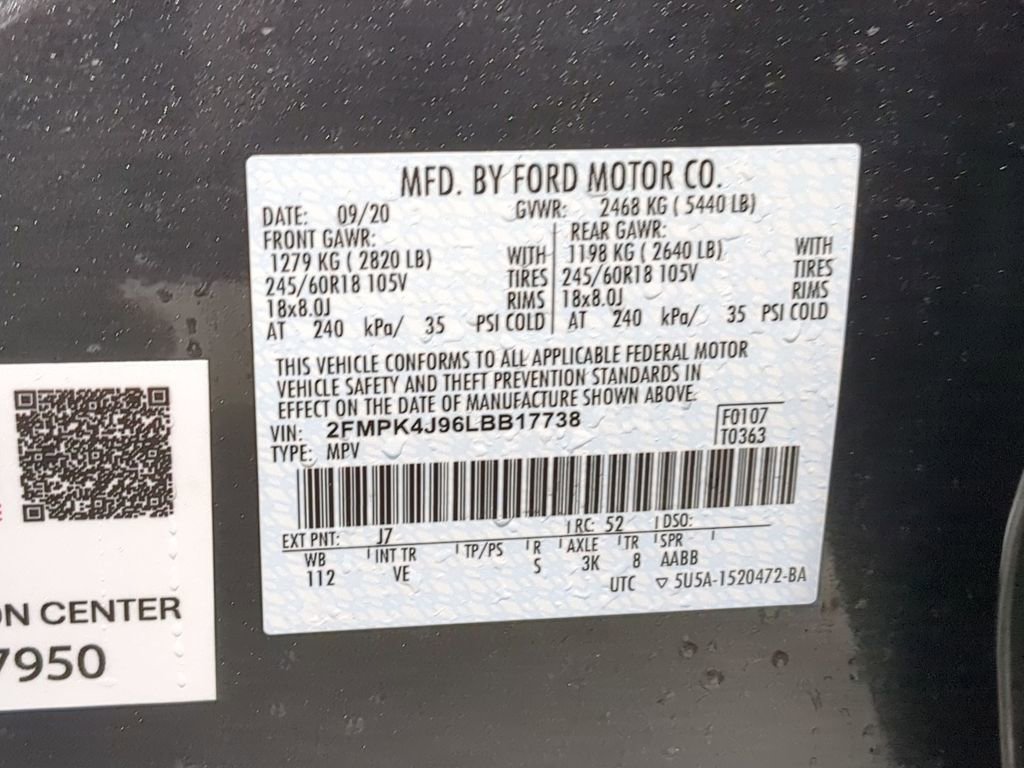 MFD. BY FORD MOTOR CO.
DATE: 09/20 GVWR: 2468 KG ( 5440 LB)
FRONT GAWR: REAR GAWR:
1279 KG ( 2820 LB) WITH 1198 KG ( 2640 LB) WITH
245/60R18 105V TIRES 245/60R18 105V TIRES
18x8.0J RIMS 18x8.0J RIMS
AT 240 kPa/ 35 PSI COLD AT 240 kPa/ 35 PSI COLD
THIS VEHICLE CONFORMS TO ALL APPLICABLE FEDERAL MOTOR
VEHICLE SAFETY AND THEFT PREVENTION STANDARDS IN
EFFECT ON THE DATE OF MANUFACTURE SHOWN ABOVE.
VIN: 2FMPK4J96LBB17738 F0107
TYPE: MPV T0363
EXT PNT: J7 RC: 52 DSO:
WB INT TR TP/PS R AXLE TR SPR
112 VE S 3K 8 AABB
UTC ▽ 5U5A-1520472-BA
ON CENTER
7950